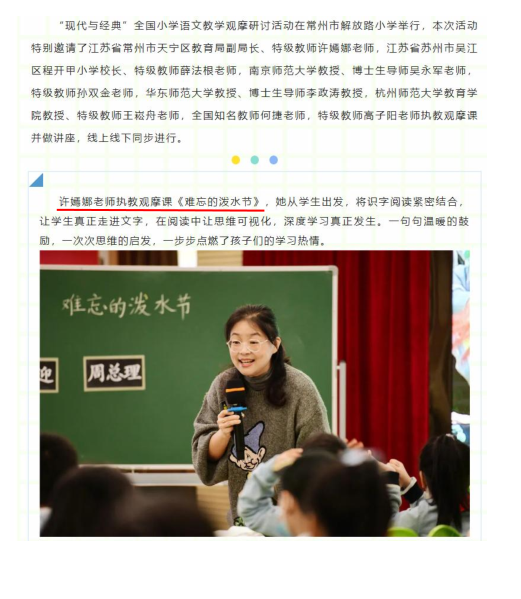 “现代与经典”全国小学语文教学观摩研讨活动在常州市解放路小学举行，本次活动
特别邀请了江苏省常州市天宁区教育局副局长、特级教师许嫣娜老师，江苏省苏州市吴江
区程开甲小学校长、特级教师薛法根老师，南京师范大学教授、博士生导师吴永军老师，
特级教师孙双金老师，华东师范大学教授、博士生导师李政涛教授，杭州师范大学教育学
院教授、特级教师王崧舟老师，全国知名教师何捷老师，特级教师高子阳老师执教观摩课
并做讲座，线上线下同步进行。
许嫣娜老师执教观摩课《难忘的泼水节》，她从学生出发，将识字阅读紧密结合，
让学生真正走进文字，在阅读中让思维可视化，深度学习真正发生。一句句温暖的鼓
励，一次次思维的启发，一步步点燃了孩子们的学习热情。
难忘的泼水节
迎
周总理